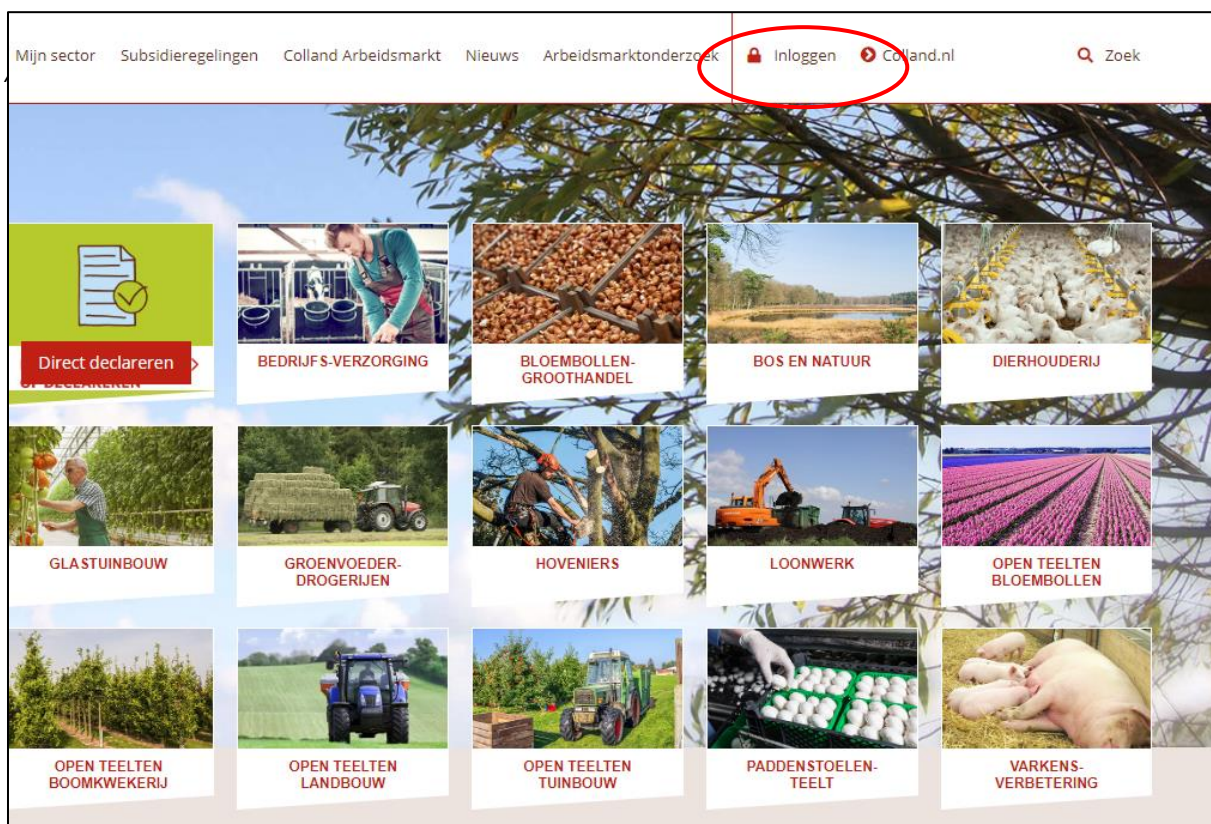 Mijn sector Subsidieregelingen Colland Arbeidsmarkt Nieuws Arbeidsmarktonderzoek Inloggen Colland.nl Zoek
Direct declareren
OP DECLAREREN
BEDRIJFS-VERZORGING
BLOEMBOLLEN-
GROOTHANDEL
BOS EN NATUUR
DIERHOUDERIJ
GLASTUINBOUW
GROENVOEDER-
DROGERIJEN
HOVENIERS
LOONWERK
OPEN TEELTEN
BLOEMBOLLEN
OPEN TEELTEN
BOOMKWEKERIJ
OPEN TEELTEN
LANDBOUW
OPEN TEELTEN
TUINBOUW
PADDENSTOELEN-
TEELT
VARKENS-
VERBETERING